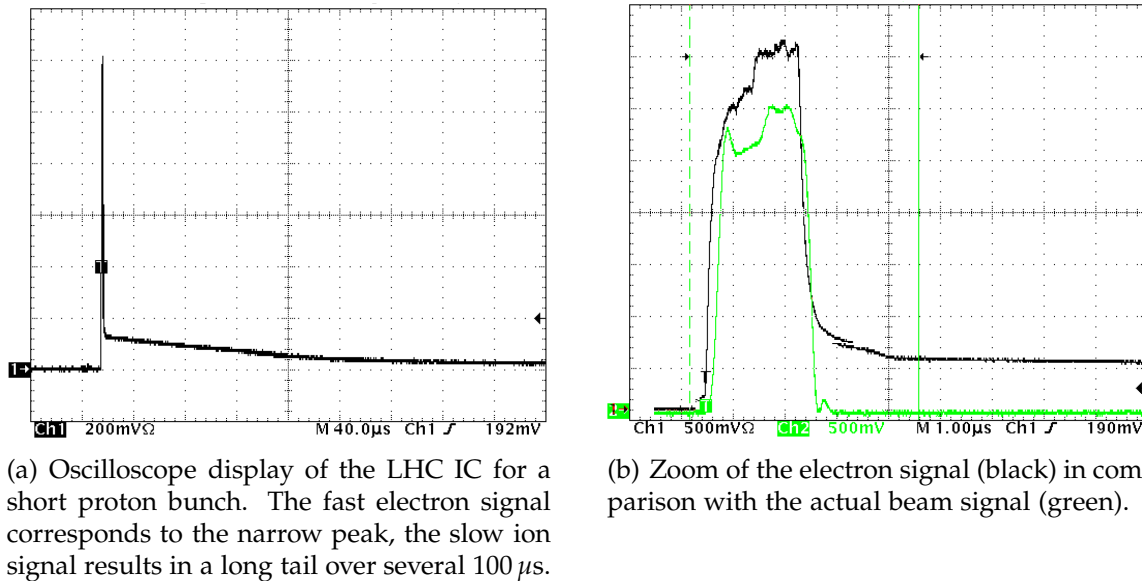 T
1→
Ch1 200mVΩ M 40.0µs Ch1 ƒ 192mV
T
1→
Ch1 500mVΩ Ch2 500mV M 1.00µs Ch1 ƒ 190mV
(a) Oscilloscope display of the LHC IC for a
short proton bunch. The fast electron signal
corresponds to the narrow peak, the slow ion
signal results in a long tail over several 100 µs.
(b) Zoom of the electron signal (black) in com-
parison with the actual beam signal (green).